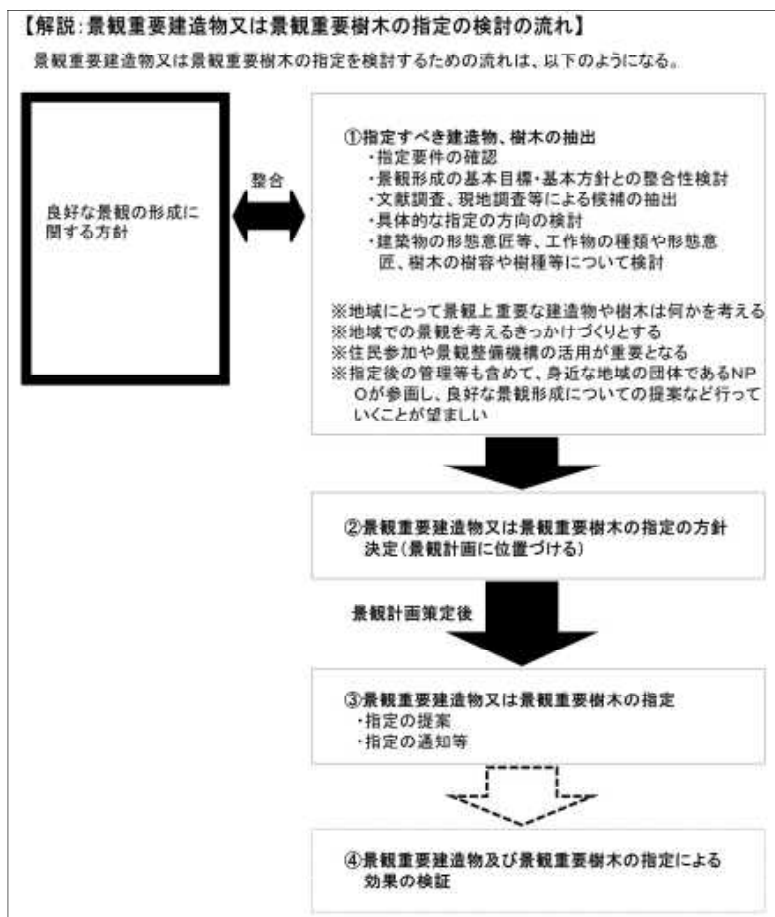 【解説:景観重要建造物又は景観重要樹木の指定の検討の流れ】
景観重要建造物又は景観重要樹木の指定を検討するための流れは、以下のようになる。
良好な景観の形成に
関する方針
整合
①指定すべき建造物、樹木の抽出
・指定要件の確認
・景観形成の基本目標・基本方針との整合性検討
・文献調査、現地調査等による候補の抽出
・具体的な指定の方向の検討
・建築物の形態意匠等、工作物の種類や形態意
匠、樹木の樹容や樹種等について検討
※地域にとって景観上重要な建造物や樹木は何かを考える
※地域での景観を考えるきっかけづくりとする
※住民参加や景観整備機構の活用が重要となる
※指定後の管理等も含めて、身近な地域の団体であるNP
Oが参画し、良好な景観形成についての提案など行って
いくことが望ましい
②景観重要建造物又は景観重要樹木の指定の方針
決定(景観計画に位置づける)
景観計画策定後
③景観重要建造物又は景観重要樹木の指定
・指定の提案
・指定の通知等
④景観重要建造物及び景観重要樹木の指定による
効果の検証